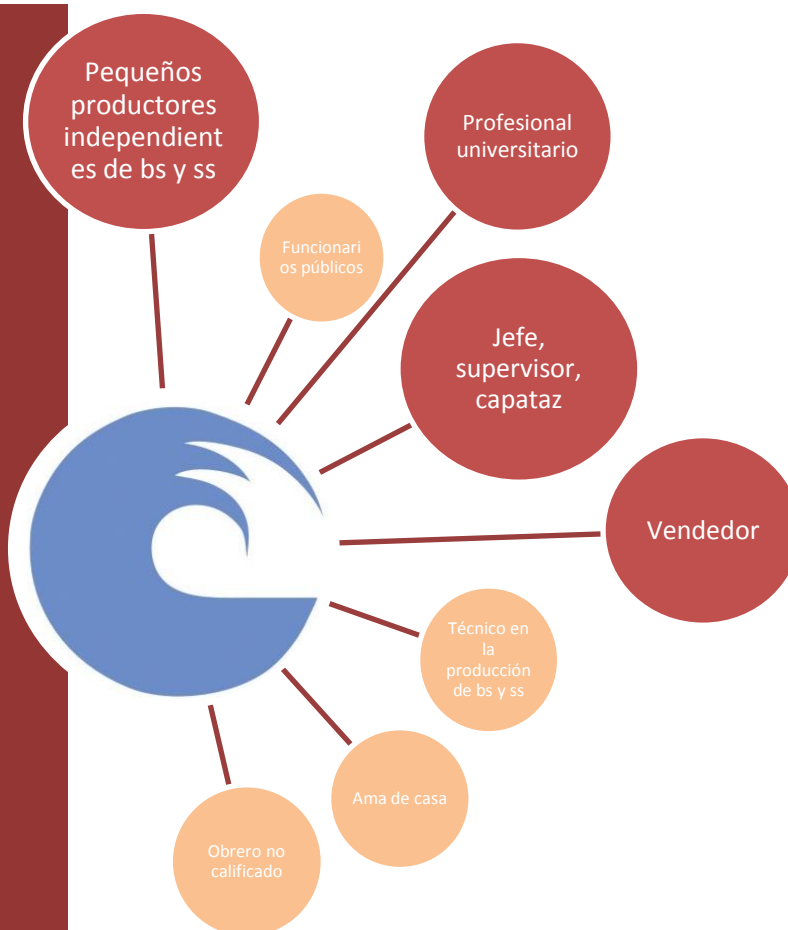 Pequeños
productores
independient
es de bs y ss
Profesional
universitario
Funcionari
os públicos
Jefe,
supervisor,
capataz
Vendedor
Técnico en
la
producción
de bs y ss
Ama de casa
Obrero no
calificado